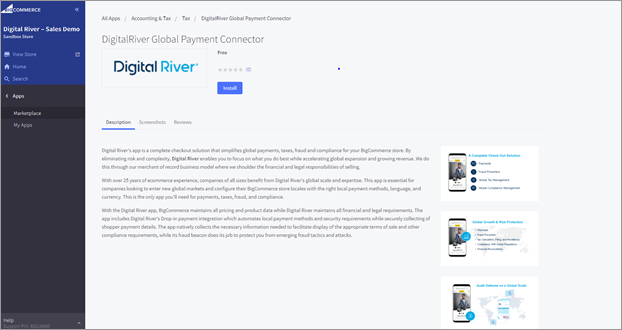 BIGCOMMERCE «
Digital River – Sales Demo
Sandbox Store
View Store
Home
Search
Apps
Marketplace
My Apps
Help
All Apps / Accounting & Tax / Tax / DigitalRiver Global Payment Connector
DigitalRiver Global Payment Connector
Digital River®
Free
(0)
Install
Description Screenshots Reviews
Digital River's app is a complete checkout solution that simplifies global payments, taxes, fraud and compliance for your BigCommerce store. By
eliminating risk and complexity, Digital River enables you to focus on what you do best while accelerating global expansion and growing revenue. We do
this through our merchant of record business model where we shoulder the financial and legal responsibilities of selling.
With over 25 years of ecommerce experience, companies of all sizes benefit from Digital River's global scale and expertise. This app is essential for
companies looking to enter new global markets and configure their BigCommerce store locales with the right local payment methods, language, and
currency. This is the only app you'll need for payments, taxes, fraud, and compliance.
With the Digital River app, BigCommerce maintains all pricing and product data while Digital River maintains all financial and legal requirements. The
app includes Digital River's Drop-in payment integration which automates local payment methods and security requirements while securely collecting of
shopper payment details. The app natively collects the necessary information needed to facilitate display of the appropriate terms of sale and other
compliance requirements, while its fraud beacon does its job to protect you from emerging fraud tactics and attacks.
A Complete Check Out Solution
Payments
Fraud Prevention
Global Tax Management
Global Compliance Management
Global Growth & Risk Protection
Payments
Fraud Prevention
Audit Defense on a Global Scale